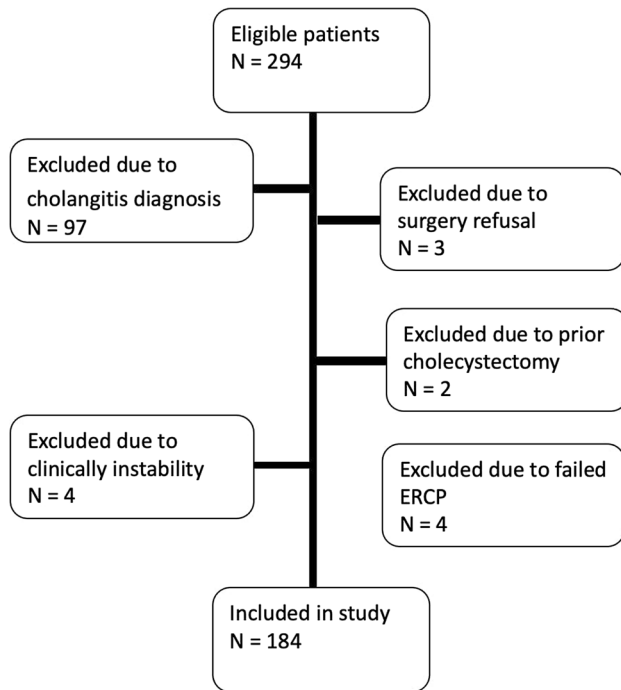 Eligible patients
N = 294
Excluded due to
cholangitis diagnosis
N = 97
Excluded due to
surgery refusal
N = 3
Excluded due to prior
cholecystectomy
N = 2
Excluded due to
clinically instability
N = 4
Excluded due to failed
ERCP
N = 4
Included in study
N = 184